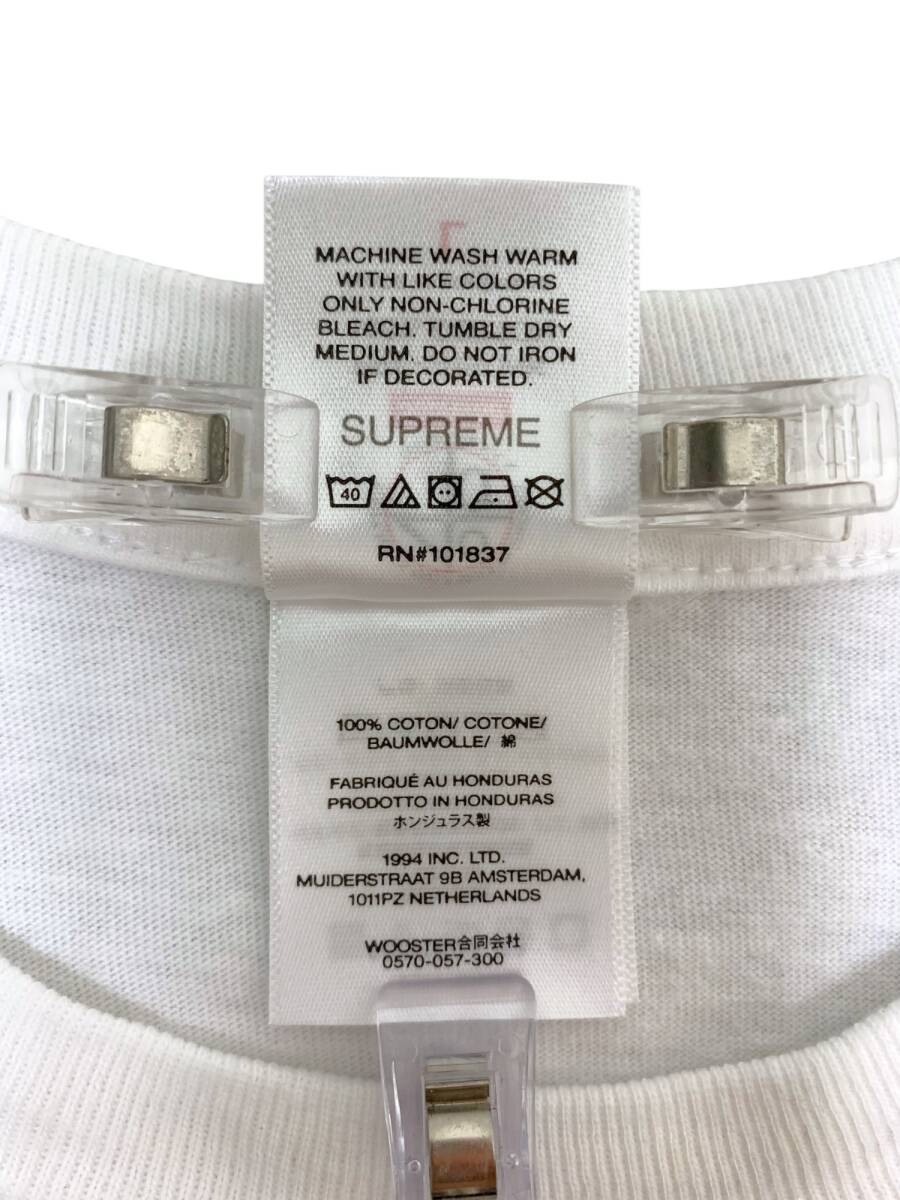 MACHINE WASH WARM
WITH LIKE COLORS
ONLY NON-CHLORINE
BLEACH. TUMBLE DRY
MEDIUM. DO NOT IRON
IF DECORATED.
SUPREME
40
RN#101837
100% COTON/ COTONE/
BAUMWOLLE/ 綿
FABRIQUÉ AU HONDURAS
PRODOTTO IN HONDURAS
ホンジュラス製
1994 INC. LTD.
MUIDERSTRAAT 9B AMSTERDAM,
1011PZ NETHERLANDS
WOOSTER合同会社
0570-057-300